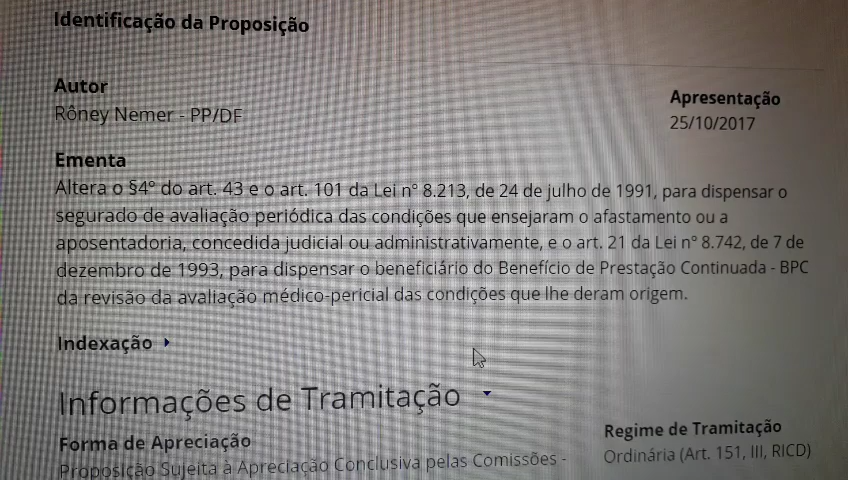 Identificação da Proposição
Autor
Rôney Nemer - PP/DF
Apresentação
25/10/2017
Ementa
Altera o §4º do art. 43 e o art. 101 da Lei nº 8.213, de 24 de julho de 1991, para dispensar o
segurado de avaliação periódica das condições que ensejaram o afastamento ou a
aposentadoria, concedida judicial ou administrativamente, e o art. 21 da Lei nº 8.742, de 7 de
dezembro de 1993, para dispensar o beneficiário do Benefício de Prestação Continuada - BPC
da revisão da avaliação médico-pericial das condições que lhe deram origem.
Indexação
Informações de Tramitação
Forma de Apreciação
Proposição Sujeita à Apreciação Conclusiva pelas Comissões -
Regime de Tramitação
Ordinária (Art. 151, III, RICD)